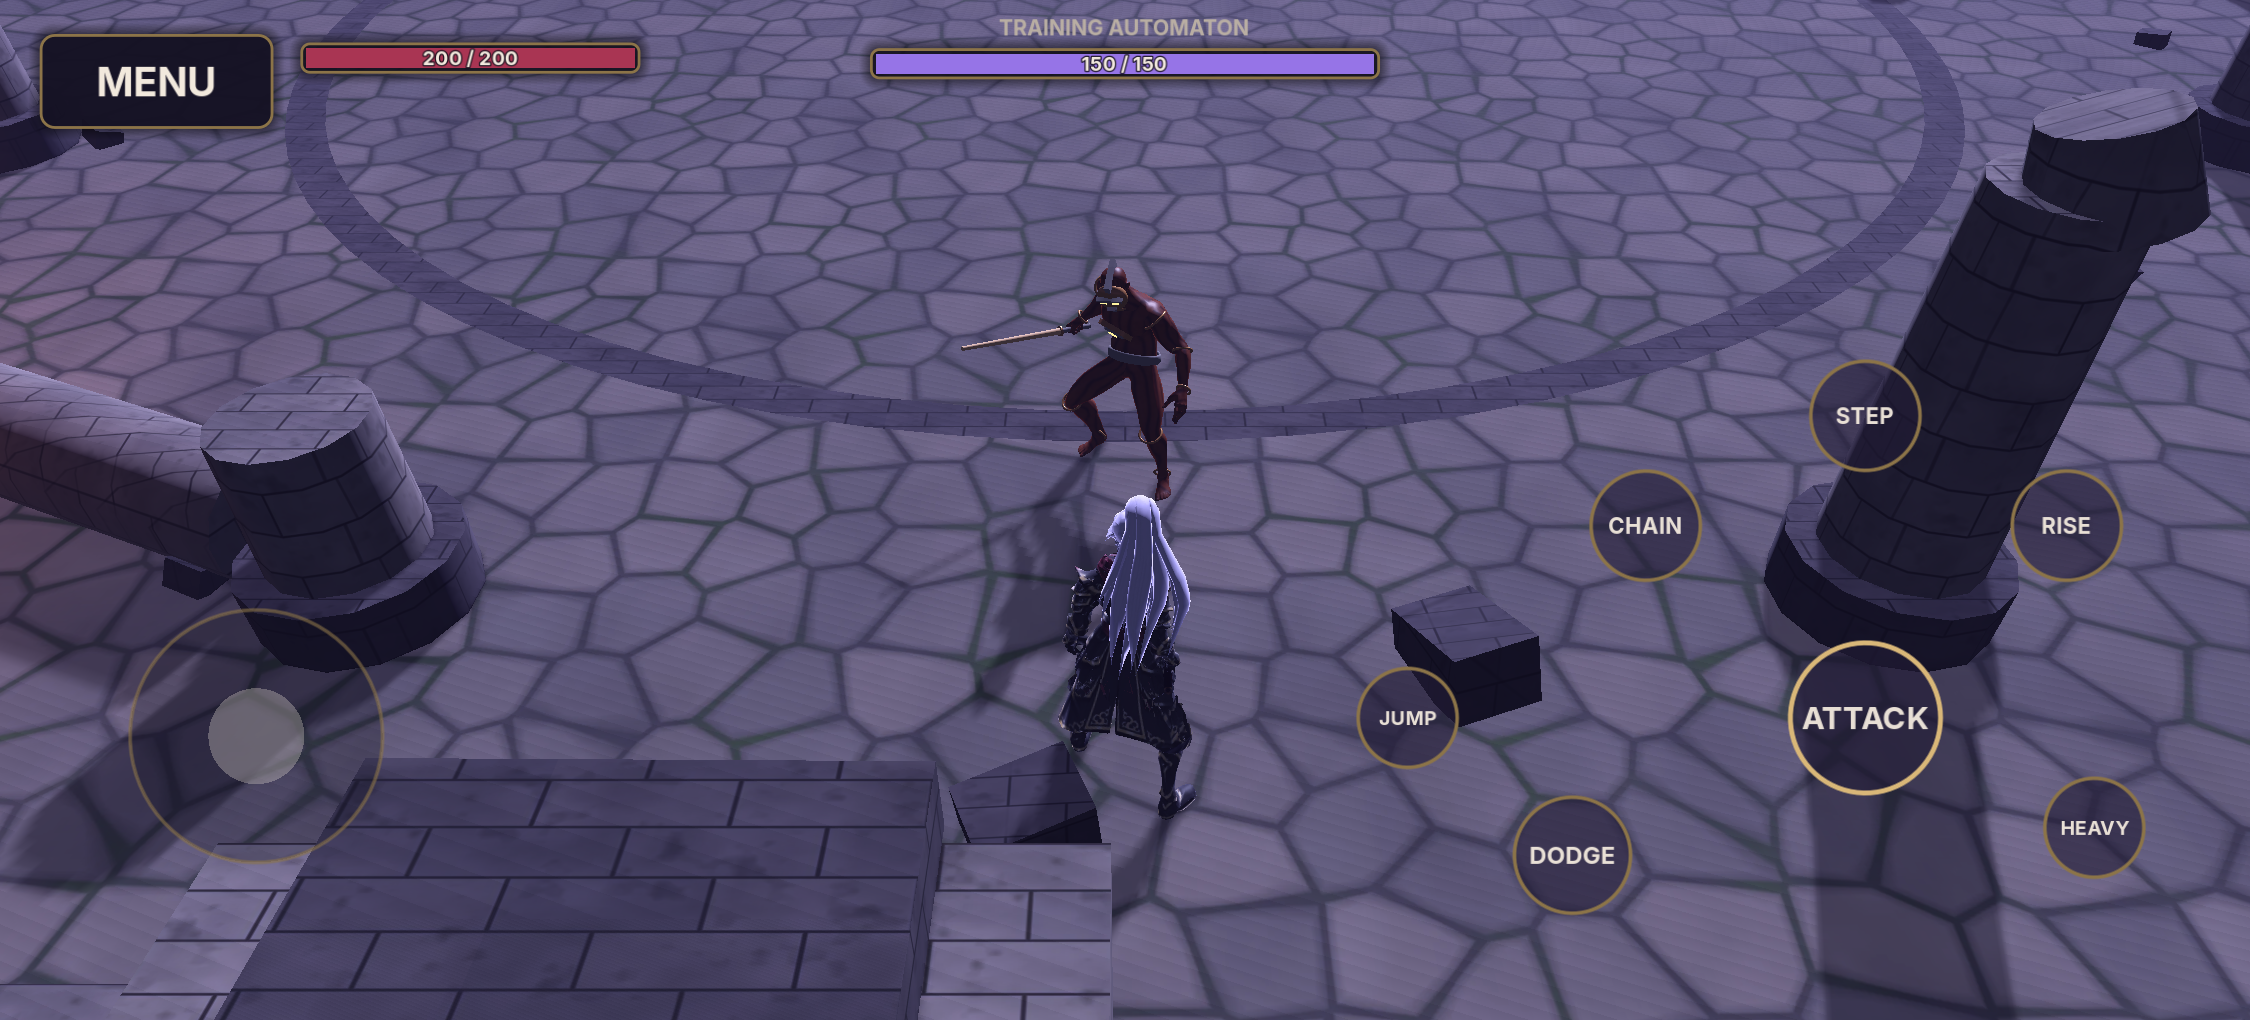 TRAINING AUTOMATON
MENU
200 / 200
150 / 150
STEP
CHAIN
RISE
JUMP
ATTACK
DODGE
HEAVY